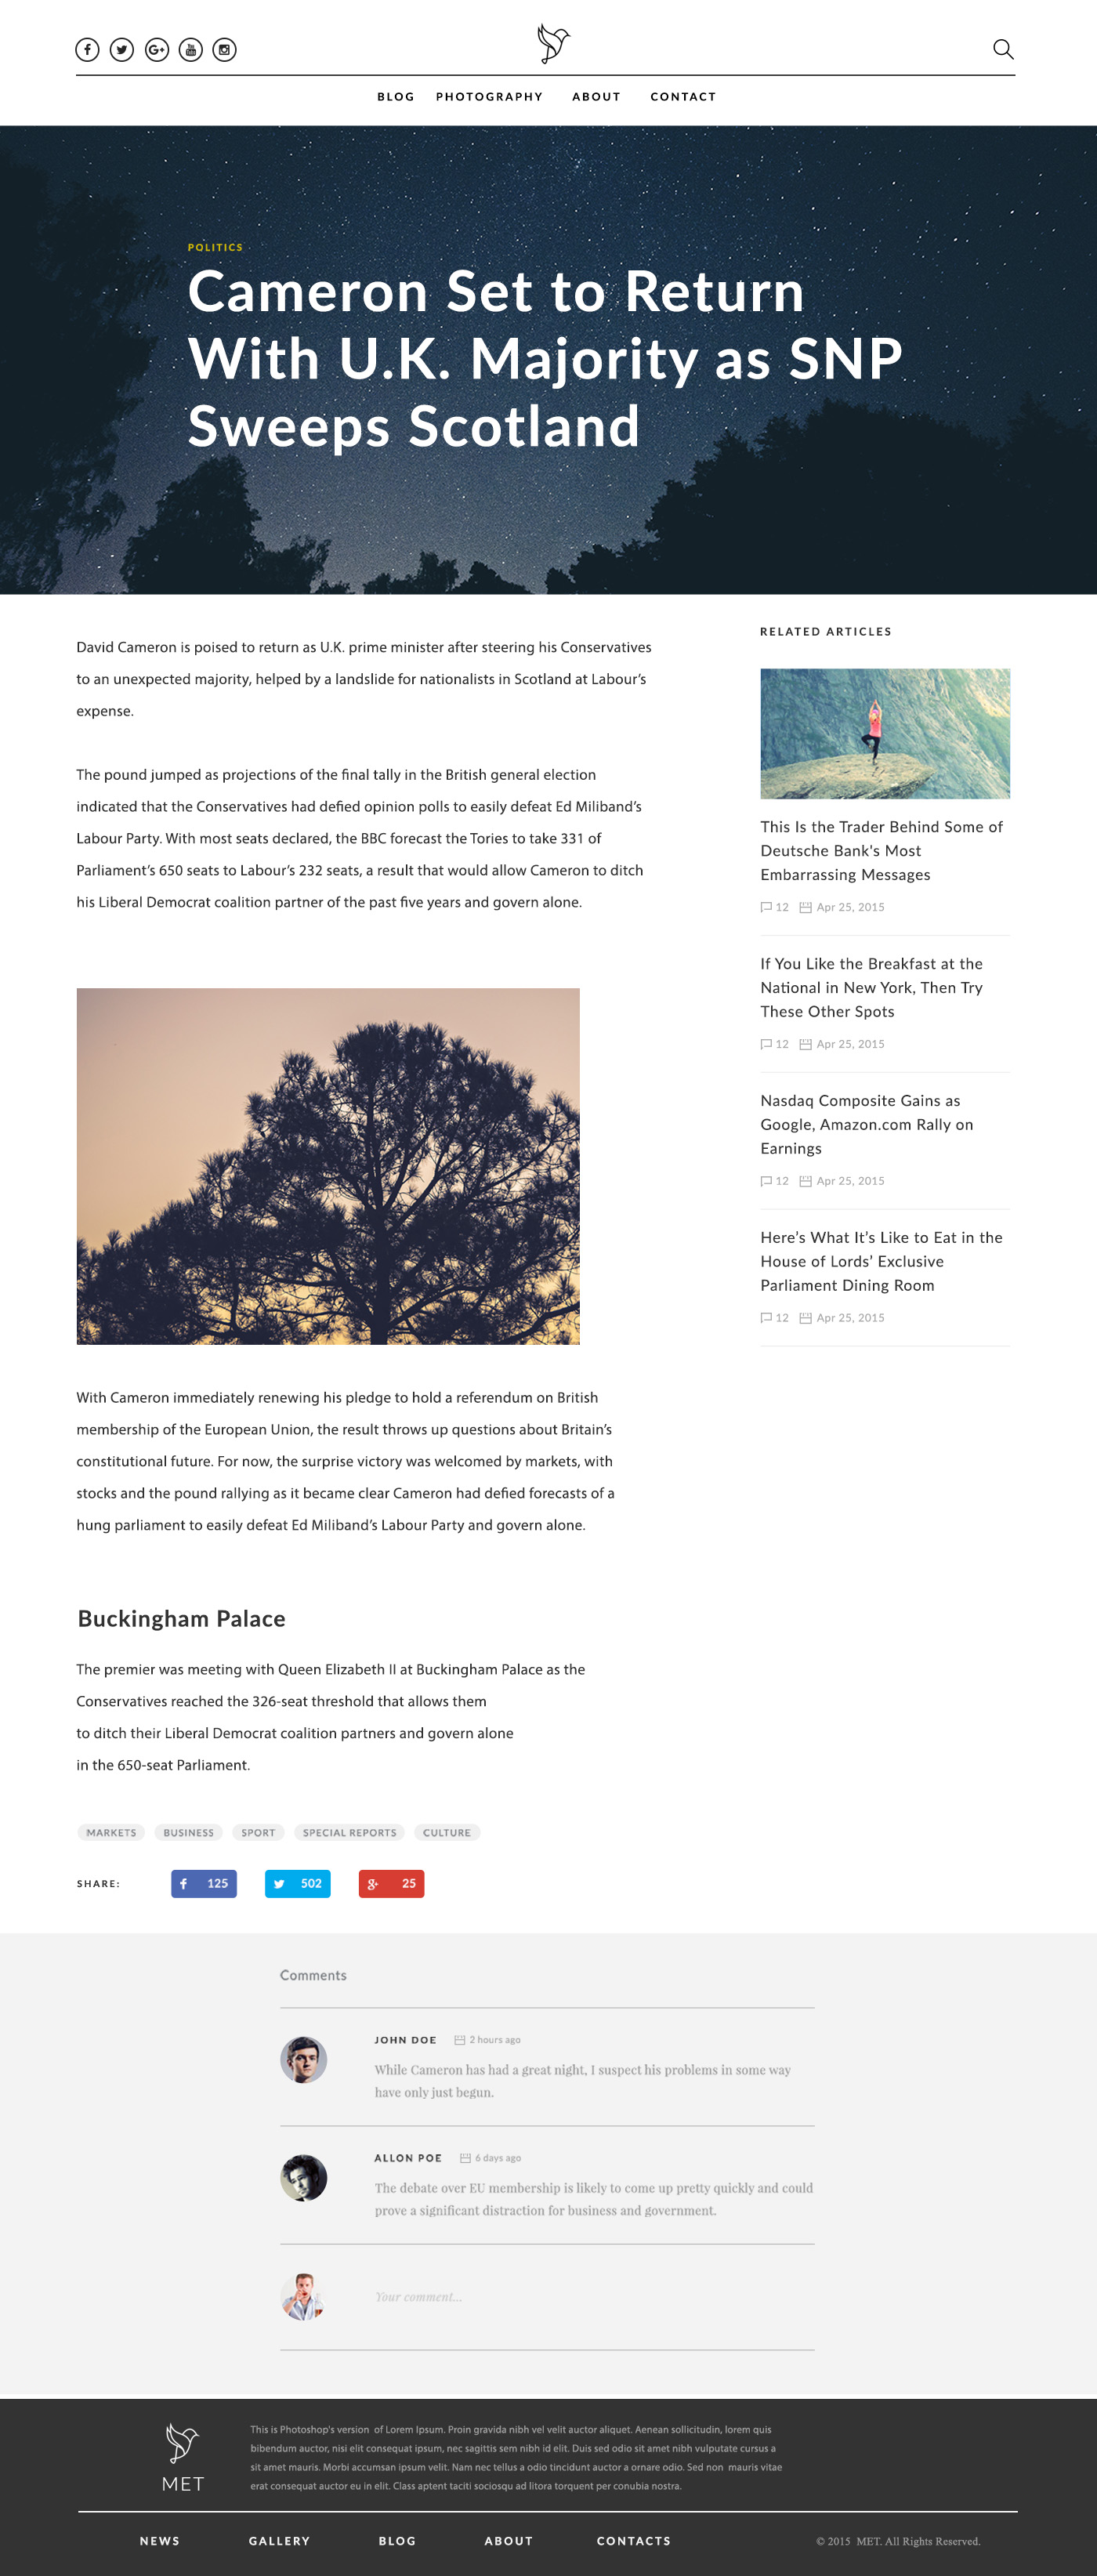 BLOG PHOTOGRAPHY ABOUT CONTACT
POLITICS
Cameron Set to Return
With U.K. Majority as SNP
Sweeps Scotland
David Cameron is poised to return as U.K. prime minister after steering his Conservatives
to an unexpected majority, helped by a landslide for nationalists in Scotland at Labour’s
expense.
The pound jumped as projections of the final tally in the British general election
indicated that the Conservatives had defied opinion polls to easily defeat Ed Miliband’s
Labour Party. With most seats declared, the BBC forecast the Tories to take 331 of
Parliament’s 650 seats to Labour’s 232 seats, a result that would allow Cameron to ditch
his Liberal Democrat coalition partner of the past five years and govern alone.
With Cameron immediately renewing his pledge to hold a referendum on British
membership of the European Union, the result throws up questions about Britain’s
constitutional future. For now, the surprise victory was welcomed by markets, with
stocks and the pound rallying as it became clear Cameron had defied forecasts of a
hung parliament to easily defeat Ed Miliband’s Labour Party and govern alone.
Buckingham Palace
The premier was meeting with Queen Elizabeth II at Buckingham Palace as the
Conservatives reached the 326-seat threshold that allows them
to ditch their Liberal Democrat coalition partners and govern alone
in the 650-seat Parliament.
MARKETS BUSINESS SPORT SPECIAL REPORTS CULTURE
SHARE: 125 502 25
RELATED ARTICLES
This Is the Trader Behind Some of
Deutsche Bank's Most
Embarrassing Messages
12 Apr 25, 2015
If You Like the Breakfast at the
National in New York, Then Try
These Other Spots
12 Apr 25, 2015
Nasdaq Composite Gains as
Google, Amazon.com Rally on
Earnings
12 Apr 25, 2015
Here’s What It’s Like to Eat in the
House of Lords’ Exclusive
Parliament Dining Room
12 Apr 25, 2015
Comments
JOHN DOE 2 hours ago
While Cameron has had a great night, I suspect his problems in some way
have only just begun.
ALLON POE 6 days ago
The debate over EU membership is likely to come up pretty quickly and could
prove a significant distraction for business and government.
Your comment...
MET
This is Photoshop's version of Lorem Ipsum. Proin gravida nibh vel velit auctor aliquet. Aenean sollicitudin, lorem quis
bibendum auctor, nisi elit consequat ipsum, nec sagittis sem nibh id elit. Duis sed odio sit amet nibh vulputate cursus a
sit amet mauris. Morbi accumsan ipsum velit. Nam nec tellus a odio tincidunt auctor a ornare odio. Sed non mauris vitae
erat consequat auctor eu in elit. Class aptent taciti sociosqu ad litora torquent per conubia nostra.
NEWS GALLERY BLOG ABOUT CONTACTS
© 2015 MET. All Rights Reserved.